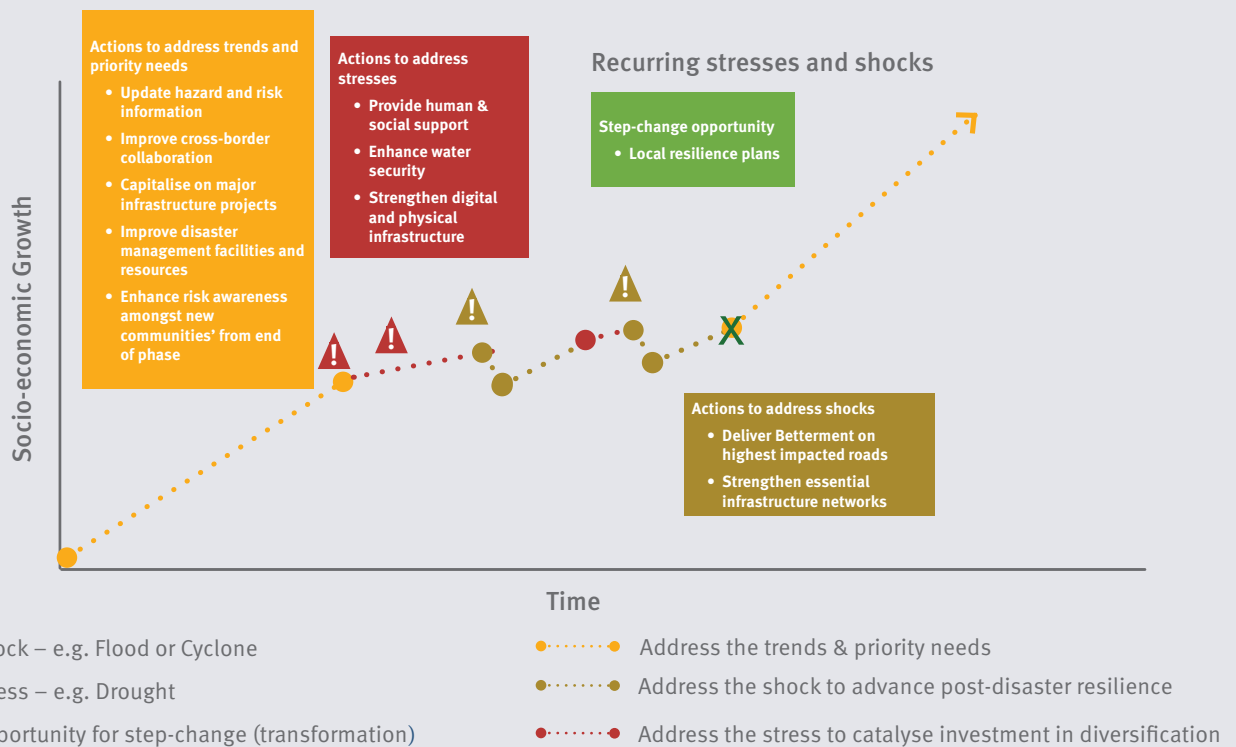 Actions to address trends and
priority needs
• Update hazard and risk
information
• Improve cross-border
collaboration
• Capitalise on major
infrastructure projects
• Improve disaster
management facilities and
resources
• Enhance risk awareness
amongst new
communities’ from end
of phase
Actions to address
stresses
• Provide human &
social support
• Enhance water
security
• Strengthen digital
and physical
infrastructure
Recurring stresses and shocks
Step-change opportunity
• Local resilience plans
Socio-economic Growth
!
!
!
!
X
Actions to address shocks
• Deliver Betterment on
highest impacted roads
• Strengthen essential
infrastructure networks
Time
ock – e.g. Flood or Cyclone
ess – e.g. Drought
portunity for step-change (transformation)
Address the trends & priority needs
Address the shock to advance post-disaster resilience
Address the stress to catalyse investment in diversification